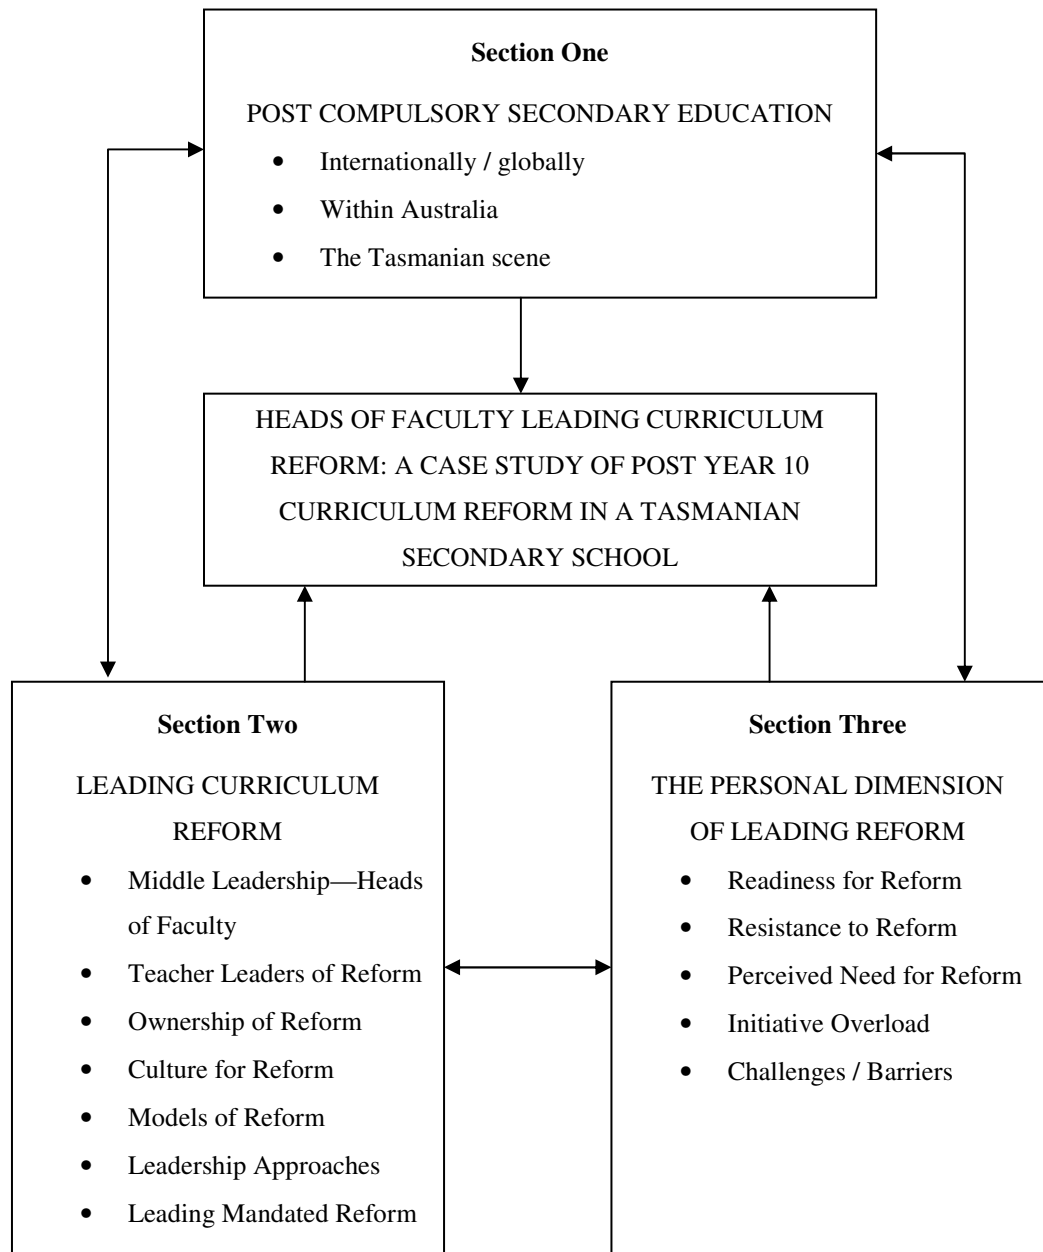 Section One
POST COMPULSORY SECONDARY EDUCATION
• Internationally / globally
• Within Australia
• The Tasmanian scene
HEADS OF FACULTY LEADING CURRICULUM
REFORM: A CASE STUDY OF POST YEAR 10
CURRICULUM REFORM IN A TASMANIAN
SECONDARY SCHOOL
Section Two
LEADING CURRICULUM
REFORM
• Middle Leadership—Heads
of Faculty
• Teacher Leaders of Reform
• Ownership of Reform
• Culture for Reform
• Models of Reform
• Leadership Approaches
• Leading Mandated Reform
Section Three
THE PERSONAL DIMENSION
OF LEADING REFORM
• Readiness for Reform
• Resistance to Reform
• Perceived Need for Reform
• Initiative Overload
• Challenges / Barriers